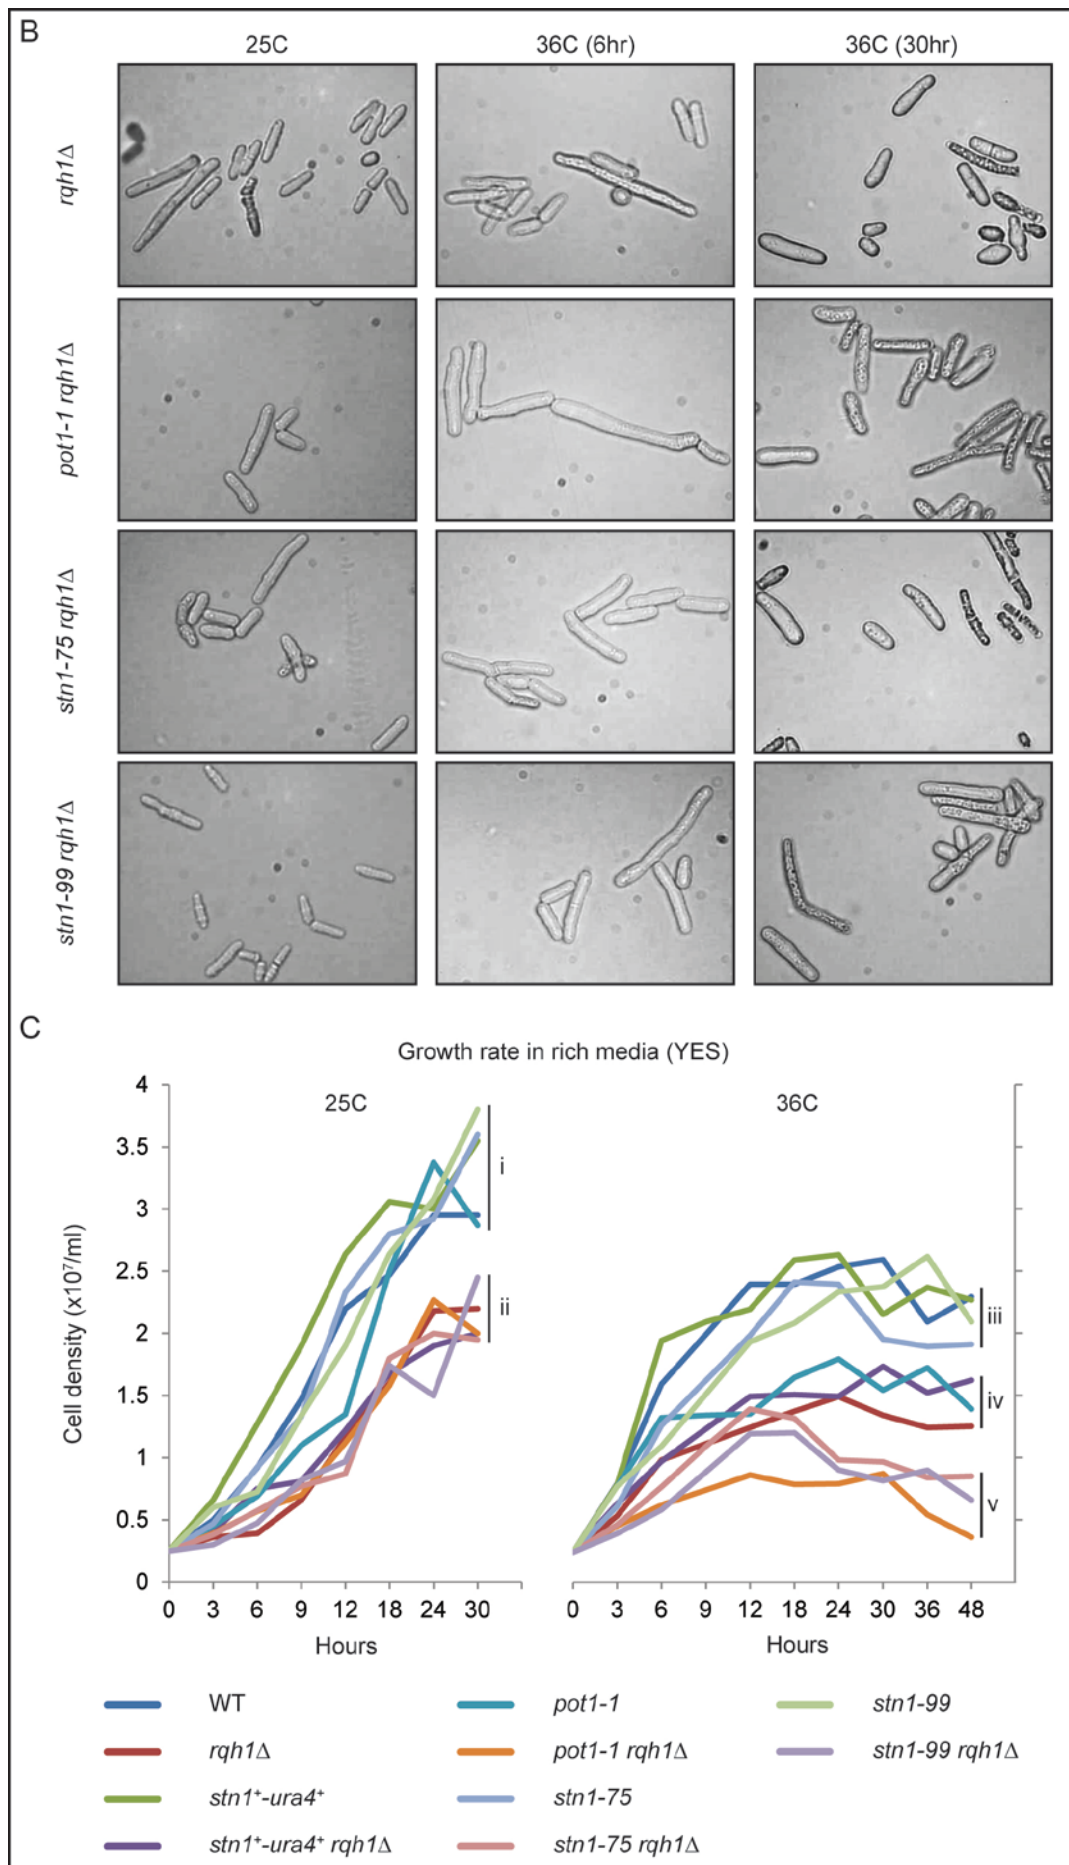 B
25C
36C (6hr)
36C (30hr)
rqh1Δ
pot1-1 rqh1Δ
stn1-75 rqh1Δ
stn1-99 rqh1Δ
C
Growth rate in rich media (YES)
25C
36C
Cell density (x10⁷/ml)
4
3.5
3
2.5
2
1.5
1
0.5
0
i
ii
iii
iv
v
0 3 6 9 12 18 24 30
0 3 6 9 12 18 24 30 36 48
Hours
Hours
WT
pot1-1
stn1-99
rqh1Δ
pot1-1 rqh1Δ
stn1-99 rqh1Δ
stn1⁺-ura4⁺
stn1-75
stn1⁺-ura4⁺ rqh1Δ
stn1-75 rqh1Δ